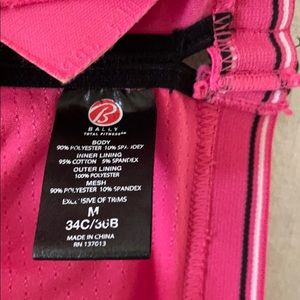 B
BALLY
TOTAL FITNESS
BODY
90% POLYESTER 10% SPANDEX
INNER LINING
95% COTTON 5% SPANDEX
OUTER LINING
100% POLYESTER
MESH
90% POLYESTER 10% SPANDEX
EXCLUSIVE OF TRIMS
M
34C/36B
MADE IN CHINA
RN 137013